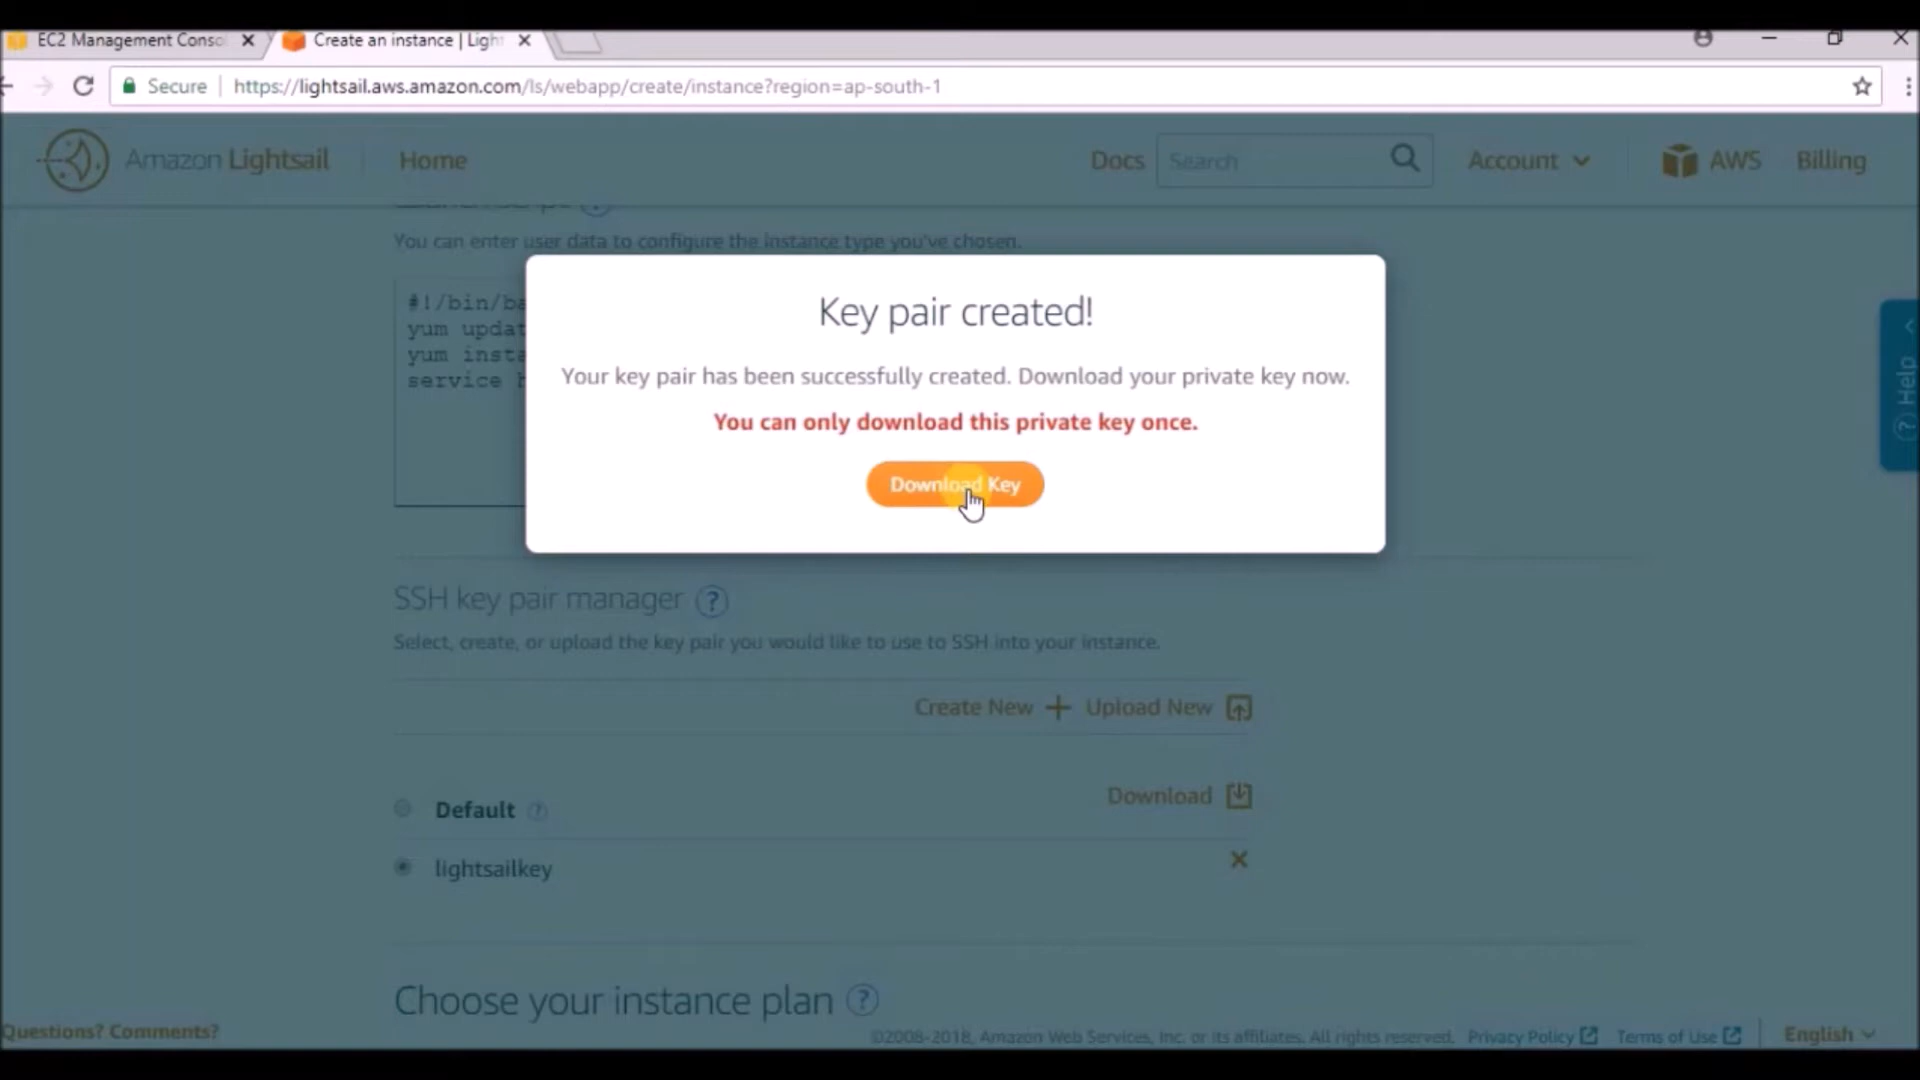 EC2 Management Conso
Create an instance | Ligh
Secure
https://lightsail.aws.amazon.com/ls/webapp/create/instance?region=ap-south-1
Amazon Lightsail
Home
Docs
Search
Account
AWS
Billing
You can enter user data to configure the instance type you've chosen.
#!/bin/ba
yum updat
yum insta
service h
Key pair created!
Your key pair has been successfully created. Download your private key now.
You can only download this private key once.
Download Key
Help
SSH key pair manager ?
Select, create, or upload the key pair you would like to use to SSH into your instance.
Create New +
Upload New
Default ?
Download
lightsailkey
Choose your instance plan ?
Questions? Comments?
©2008-2018, Amazon Web Services, Inc. or its affiliates. All rights reserved.
Privacy Policy
Terms of Use
English